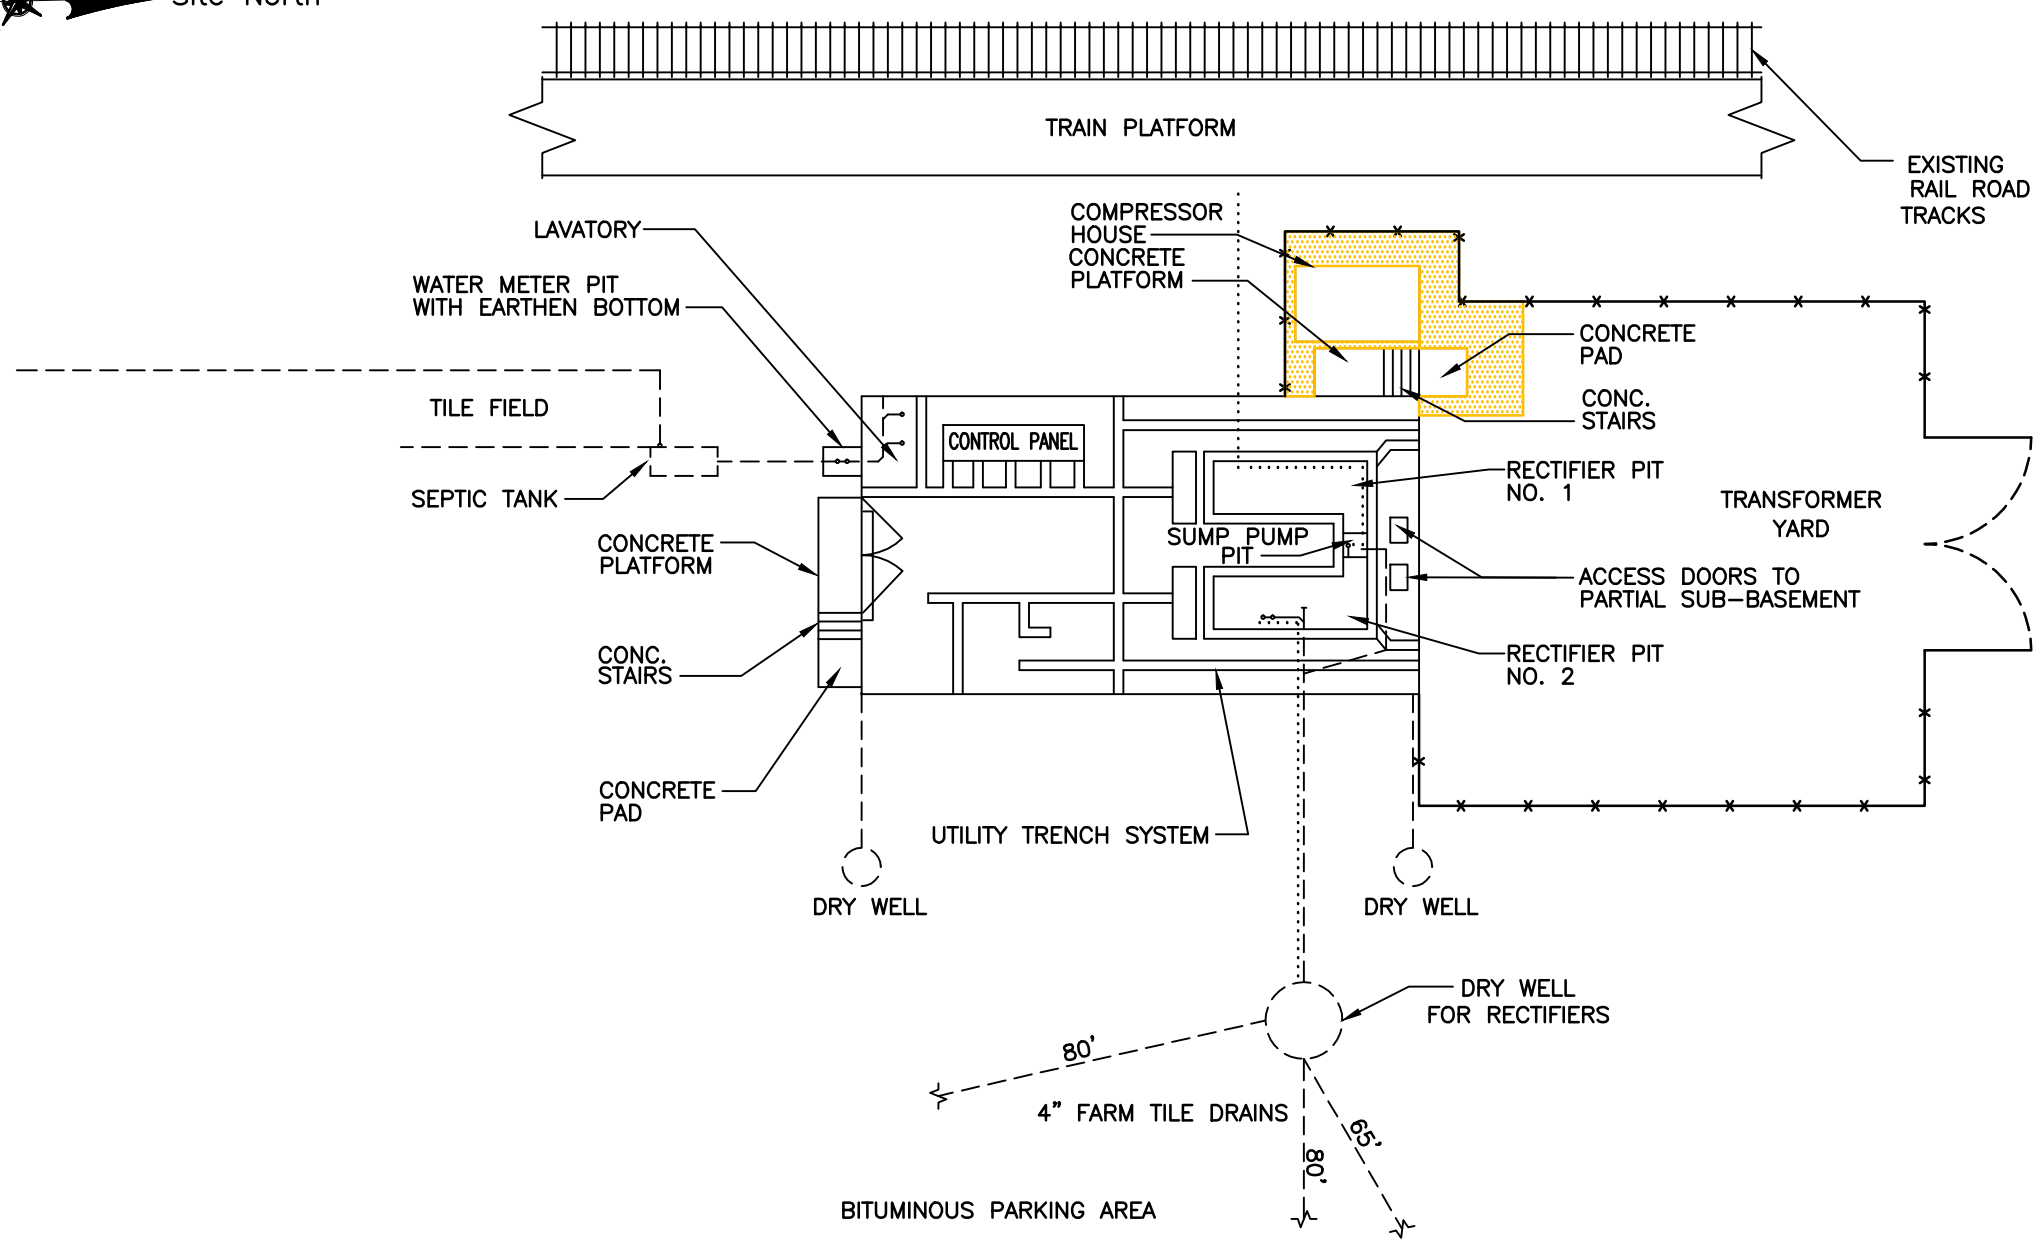 Site North
TRAIN PLATFORM
EXISTING
RAIL ROAD
TRACKS
COMPRESSOR
HOUSE
CONCRETE
PLATFORM
LAVATORY
WATER METER PIT
WITH EARTHEN BOTTOM
CONCRETE
PAD
CONC.
STAIRS
TILE FIELD
CONTROL PANEL
SEPTIC TANK
RECTIFIER PIT
NO. 1
TRANSFORMER
YARD
SUMP PUMP
PIT
CONCRETE
PLATFORM
ACCESS DOORS TO
PARTIAL SUB-BASEMENT
CONC.
STAIRS
RECTIFIER PIT
NO. 2
CONCRETE
PAD
UTILITY TRENCH SYSTEM
DRY WELL
DRY WELL
DRY WELL
FOR RECTIFIERS
80'
4" FARM TILE DRAINS
65'
80'
BITUMINOUS PARKING AREA